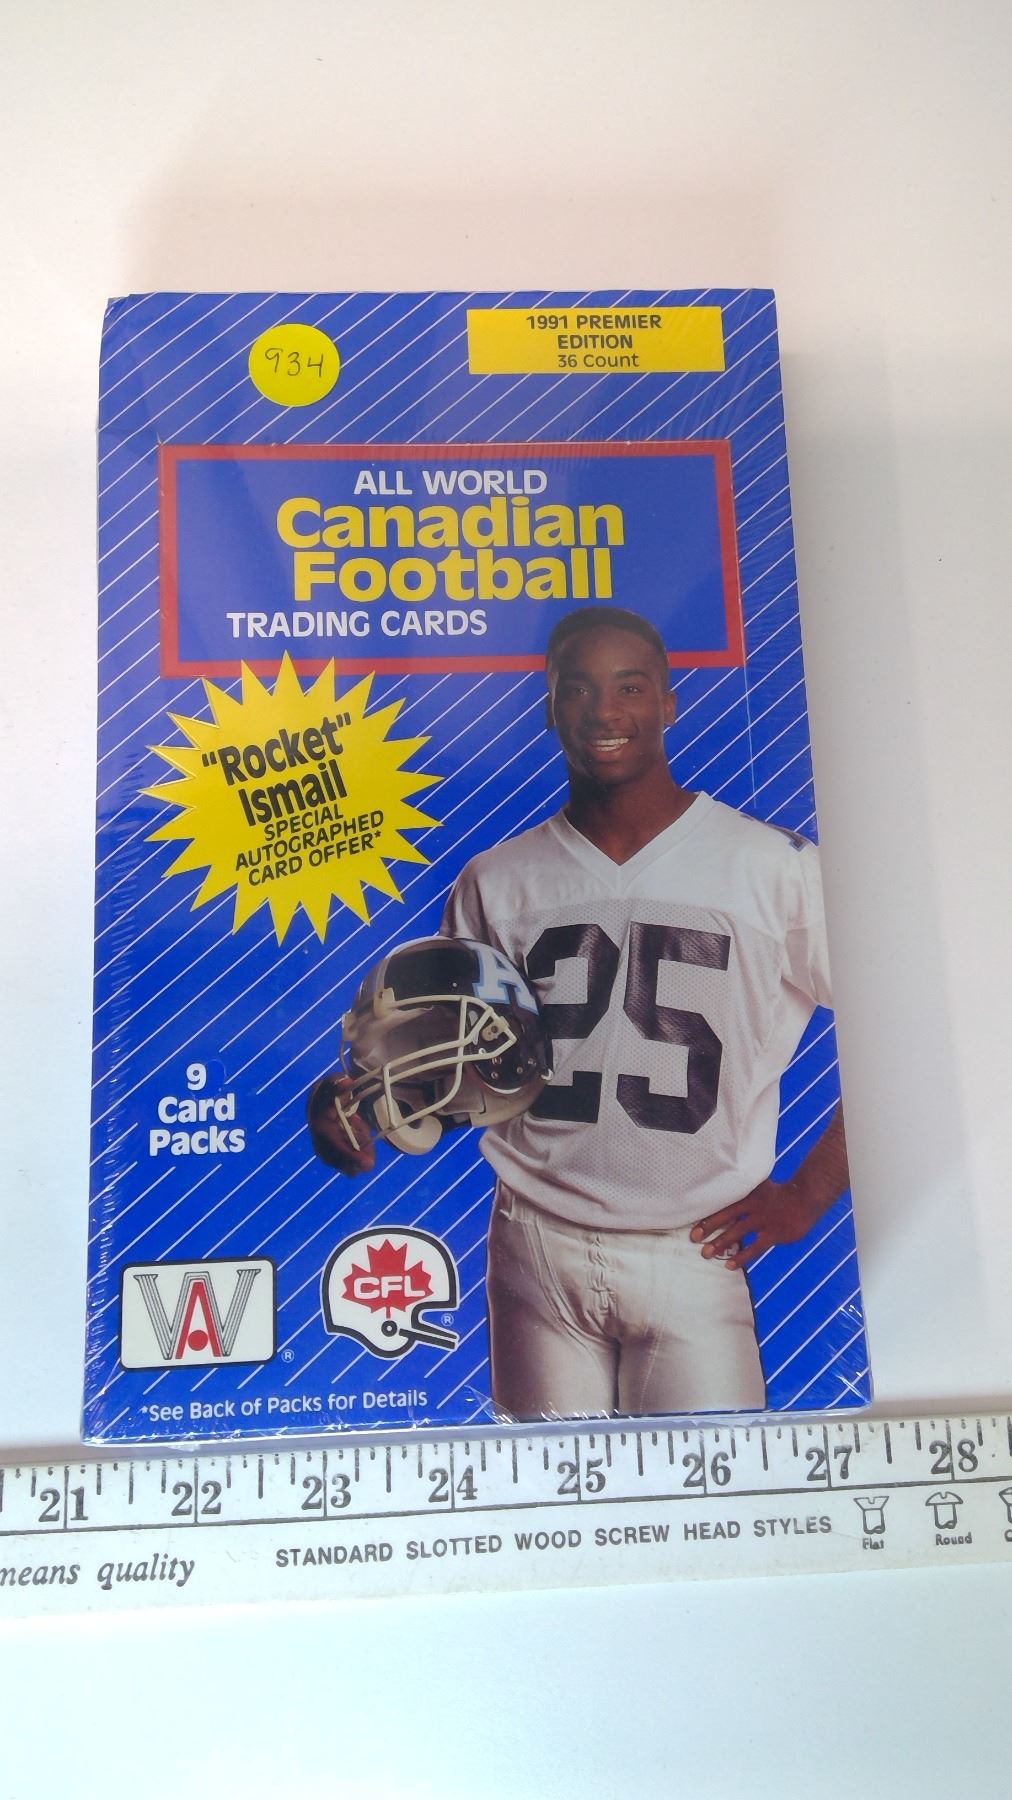 934
1991 PREMIER
EDITION
36 Count
ALL WORLD
Canadian
Football
TRADING CARDS
"Rocket"
Ismail
SPECIAL
AUTOGRAPHED
CARD OFFER*
A
25
9
Card
Packs
WA
®
CFL
®
*See Back of Packs for Details
21 22 23 24 25 26 27 28
means quality
STANDARD SLOTTED WOOD SCREW HEAD STYLES
Flat
Round